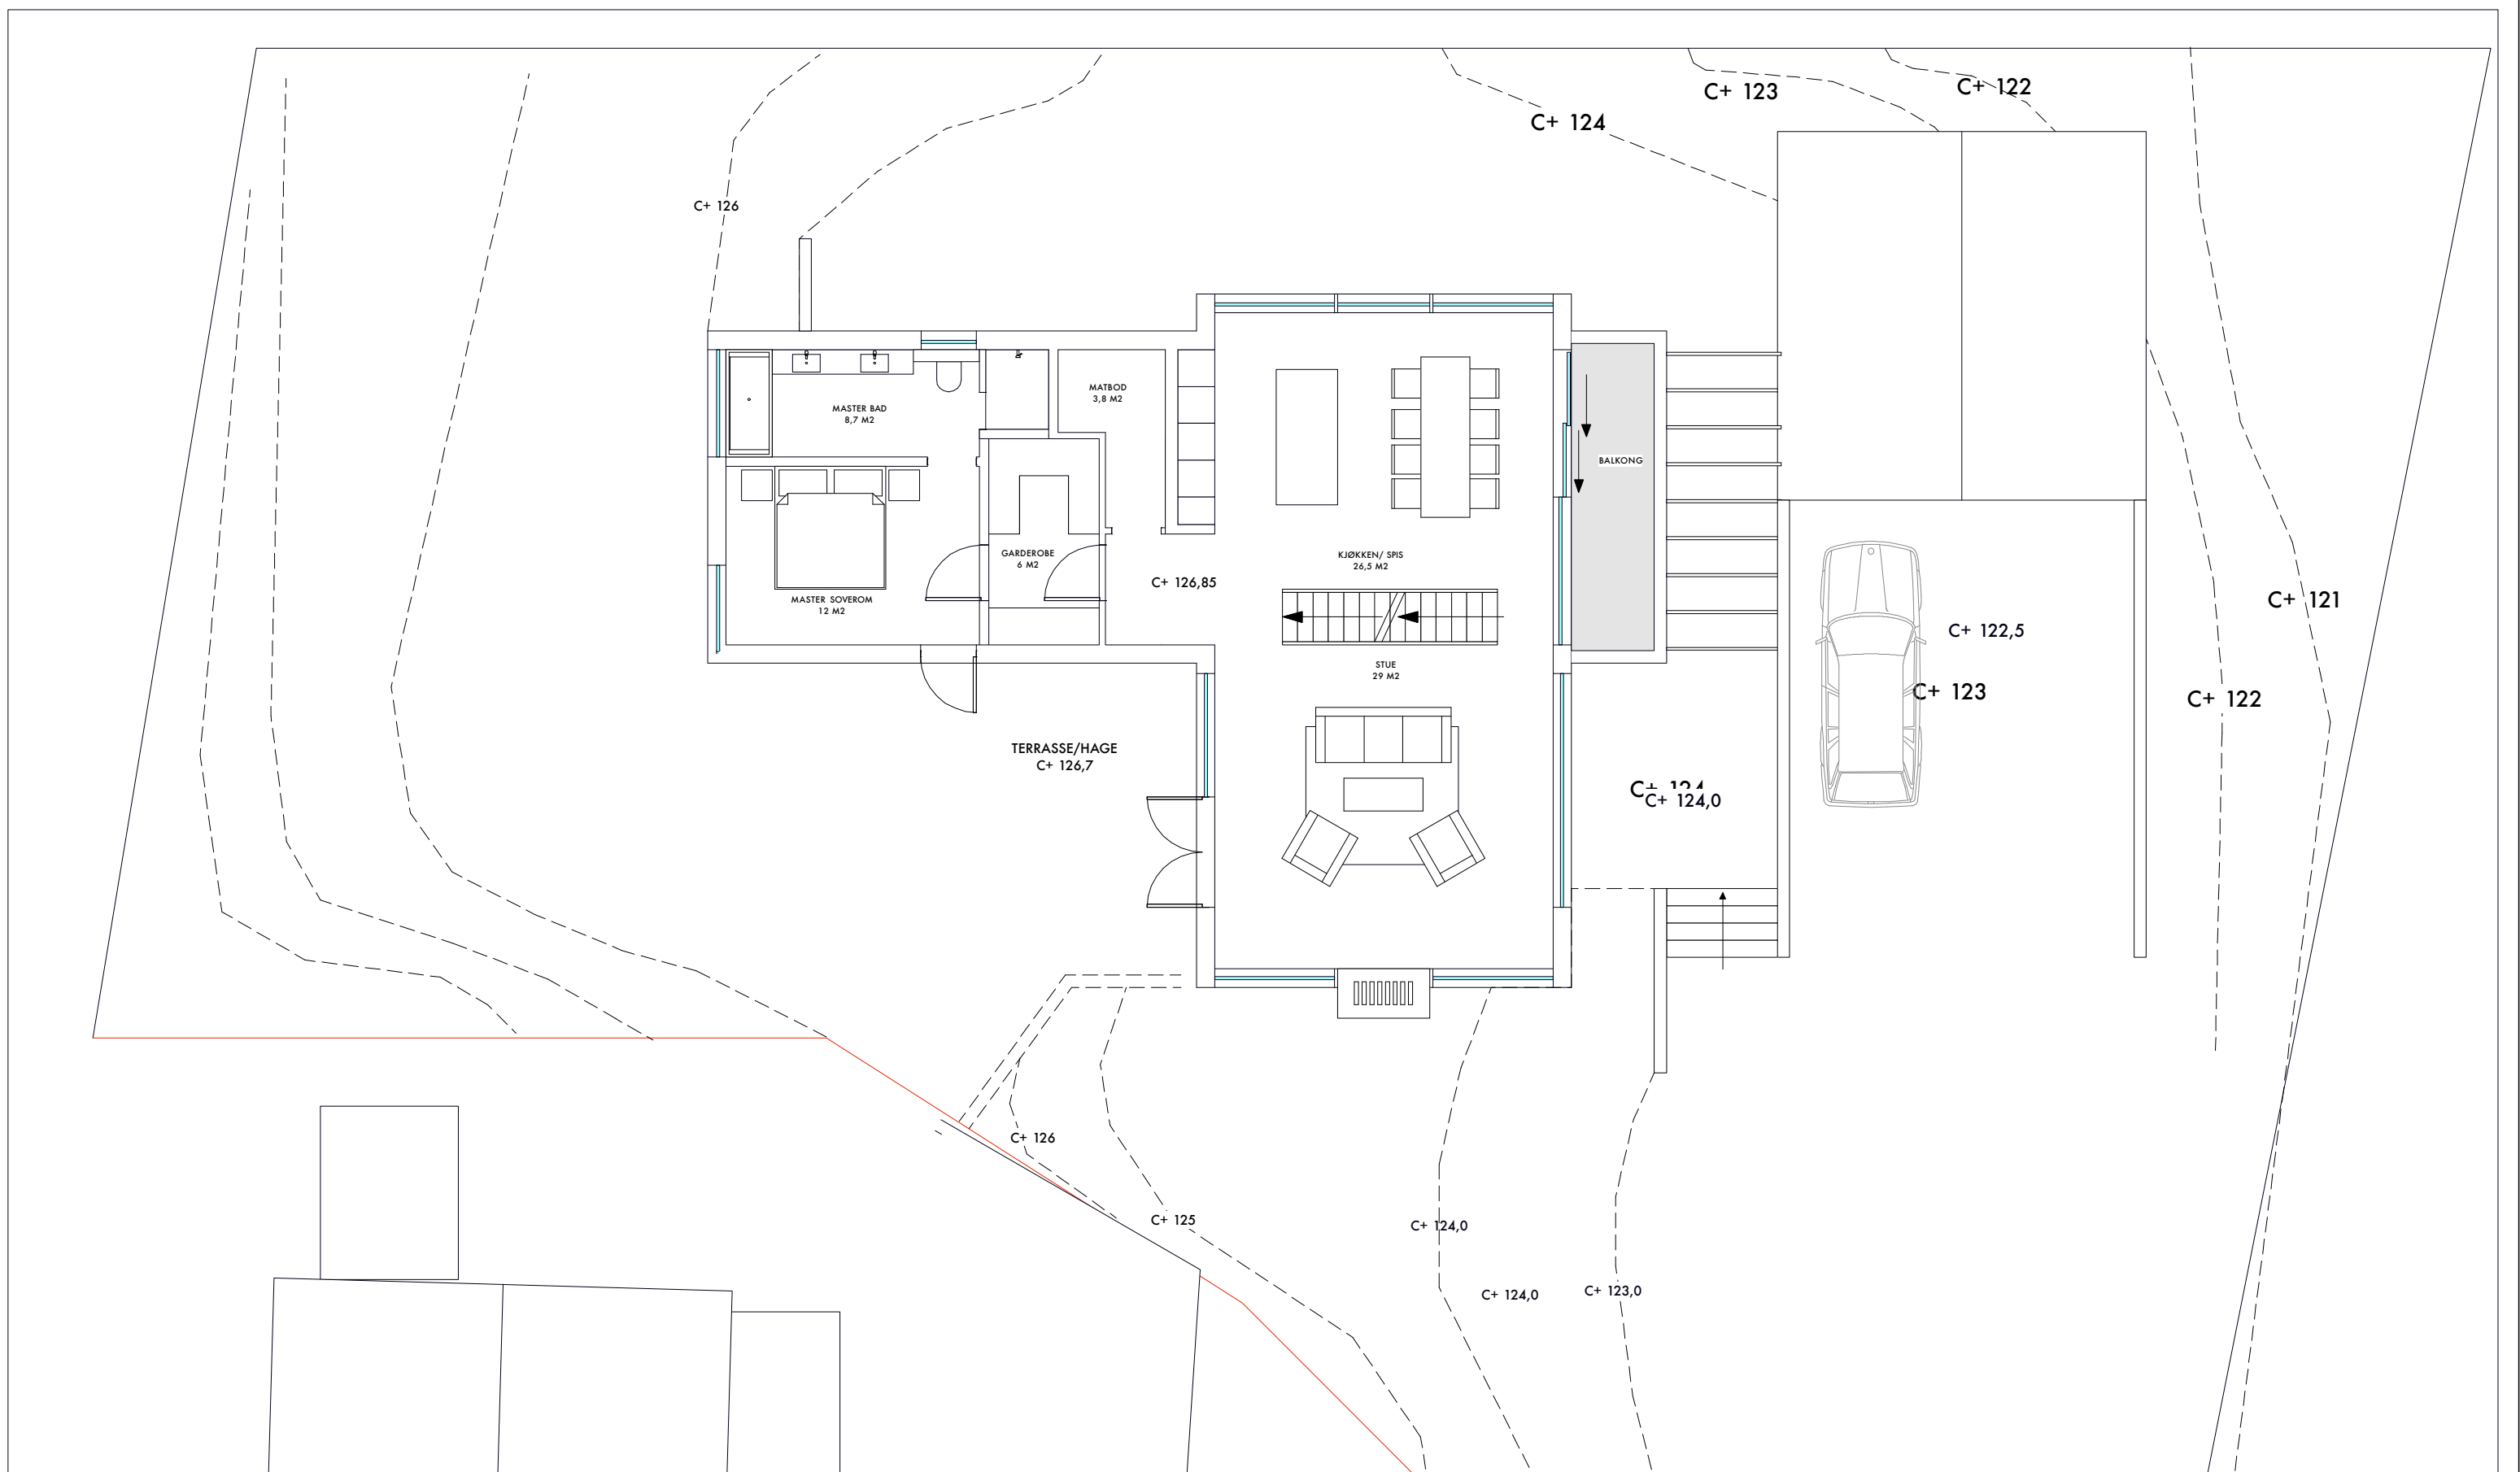 C+ 122
C+ 123
C+ 124
C+ 126
MATBOD
3,8 M2
MASTER BAD
8,7 M2
BALKONG
GARDEROBE
6 M2
KJØKKEN/ SPIS
26,5 M2
C+ 126,85
MASTER SOVEROM
12 M2
C+ 121
C+ 122,5
STUE
29 M2
C+ 123
C+ 122
TERRASSE/HAGE
C+ 126,7
C+ 124
C+ 124,0
C+ 126
C+ 125
C+ 124,0
C+ 124,0
C+ 123,0